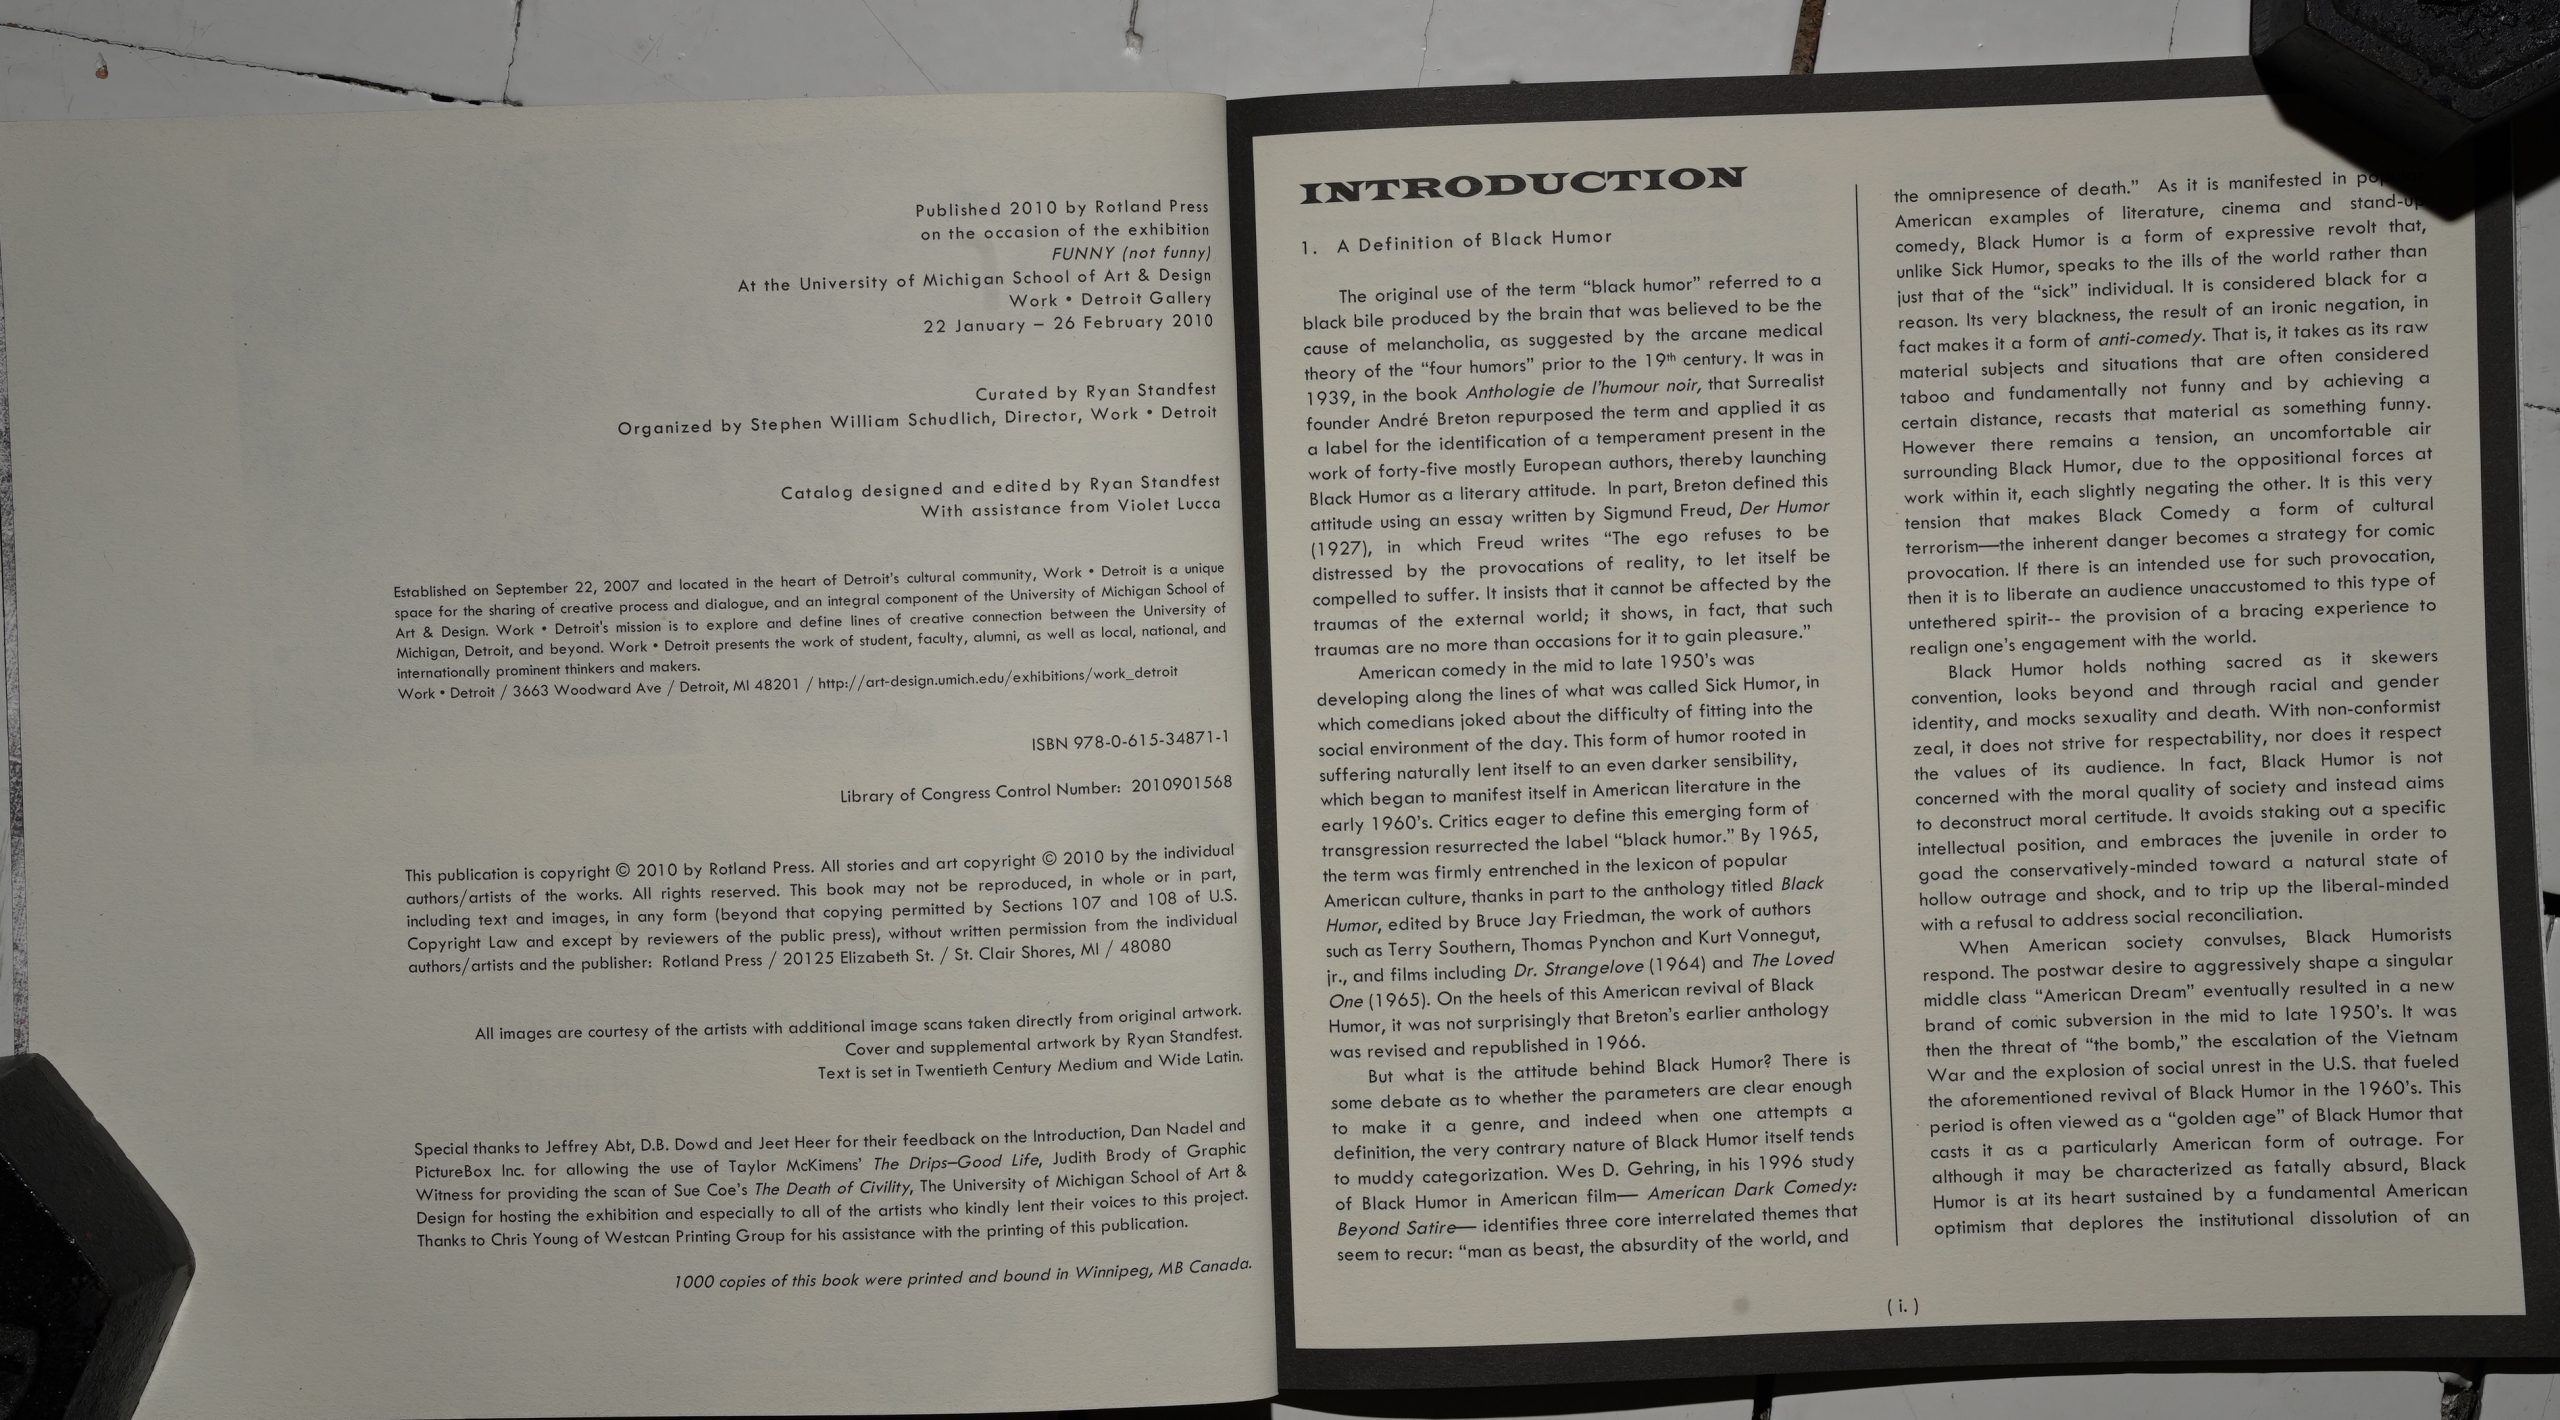 Published 2010 by Rotland Press
on the occasion of the exhibition
FUNNY (not funny)
At the University of Michigan School of Art & Design
Work • Detroit Gallery
22 January – 26 February 2010
Curated by Ryan Standfest
Organized by Stephen William Schudlich, Director, Work • Detroit
Catalog designed and edited by Ryan Standfest
With assistance from Violet Lucca
Established on September 22, 2007 and located in the heart of Detroit's cultural community, Work • Detroit is a unique
space for the sharing of creative process and dialogue, and an integral component of the University of Michigan School of
Art & Design. Work • Detroit's mission is to explore and define lines of creative connection between the University of
Michigan, Detroit, and beyond. Work • Detroit presents the work of student, faculty, alumni, as well as local, national, and
internationally prominent thinkers and makers.
Work • Detroit / 3663 Woodward Ave / Detroit, MI 48201 / http://art-design.umich.edu/exhibitions/work_detroit
ISBN 978-0-615-34871-1
Library of Congress Control Number: 2010901568
This publication is copyright © 2010 by Rotland Press. All stories and art copyright © 2010 by the individual
authors/artists of the works. All rights reserved. This book may not be reproduced, in whole or in part,
including text and images, in any form (beyond that copying permitted by Sections 107 and 108 of U.S.
Copyright Law and except by reviewers of the public press), without written permission from the individual
authors/artists and the publisher: Rotland Press / 20125 Elizabeth St. / St. Clair Shores, MI / 48080
All images are courtesy of the artists with additional image scans taken directly from original artwork.
Cover and supplemental artwork by Ryan Standfest.
Text is set in Twentieth Century Medium and Wide Latin.
Special thanks to Jeffrey Abt, D.B. Dowd and Jeet Heer for their feedback on the Introduction, Dan Nadel and
PictureBox Inc. for allowing the use of Taylor McKimens' The Drips–Good Life, Judith Brody of Graphic
Witness for providing the scan of Sue Coe's The Death of Civility, The University of Michigan School of Art &
Design for hosting the exhibition and especially to all of the artists who kindly lent their voices to this project.
Thanks to Chris Young of Westcan Printing Group for his assistance with the printing of this publication.
1000 copies of this book were printed and bound in Winnipeg, MB Canada.
INTRODUCTION
1. A Definition of Black Humor
The original use of the term “black humor” referred to a
black bile produced by the brain that was believed to be the
cause of melancholia, as suggested by the arcane medical
theory of the “four humors” prior to the 19th century. It was in
1939, in the book Anthologie de l’humour noir, that Surrealist
founder André Breton repurposed the term and applied it as
a label for the identification of a temperament present in the
work of forty-five mostly European authors, thereby launching
Black Humor as a literary attitude. In part, Breton defined this
attitude using an essay written by Sigmund Freud, Der Humor
(1927), in which Freud writes “The ego refuses to be
distressed by the provocations of reality, to let itself be
compelled to suffer. It insists that it cannot be affected by the
traumas of the external world; it shows, in fact, that such
traumas are no more than occasions for it to gain pleasure.”
American comedy in the mid to late 1950’s was
developing along the lines of what was called Sick Humor, in
which comedians joked about the difficulty of fitting into the
social environment of the day. This form of humor rooted in
suffering naturally lent itself to an even darker sensibility,
which began to manifest itself in American literature in the
early 1960’s. Critics eager to define this emerging form of
transgression resurrected the label “black humor.” By 1965,
the term was firmly entrenched in the lexicon of popular
American culture, thanks in part to the anthology titled Black
Humor, edited by Bruce Jay Friedman, the work of authors
such as Terry Southern, Thomas Pynchon and Kurt Vonnegut,
jr., and films including Dr. Strangelove (1964) and The Loved
One (1965). On the heels of this American revival of Black
Humor, it was not surprisingly that Breton’s earlier anthology
was revised and republished in 1966.
But what is the attitude behind Black Humor? There is
some debate as to whether the parameters are clear enough
to make it a genre, and indeed when one attempts a
definition, the very contrary nature of Black Humor itself tends
to muddy categorization. Wes D. Gehring, in his 1996 study
of Black Humor in American film— American Dark Comedy:
Beyond Satire— identifies three core interrelated themes that
seem to recur: “man as beast, the absurdity of the world, and
the omnipresence of death.” As it is manifested in
American examples of literature, cinema and stand-up
comedy, Black Humor is a form of expressive revolt that,
unlike Sick Humor, speaks to the ills of the world rather than
just that of the “sick” individual. It is considered black for a
reason. Its very blackness, the result of an ironic negation, in
fact makes it a form of anti-comedy. That is, it takes as its raw
material subjects and situations that are often considered
taboo and fundamentally not funny and by achieving a
certain distance, recasts that material as something funny.
However there remains a tension, an uncomfortable air
surrounding Black Humor, due to the oppositional forces at
work within it, each slightly negating the other. It is this very
tension that makes Black Comedy a form of cultural
terrorism—the inherent danger becomes a strategy for comic
provocation. If there is an intended use for such provocation,
then it is to liberate an audience unaccustomed to this type of
untethered spirit-- the provision of a bracing experience to
realign one’s engagement with the world.
Black Humor holds nothing sacred as it skewers
convention, looks beyond and through racial and gender
identity, and mocks sexuality and death. With non-conformist
zeal, it does not strive for respectability, nor does it respect
the values of its audience. In fact, Black Humor is not
concerned with the moral quality of society and instead aims
to deconstruct moral certitude. It avoids staking out a specific
intellectual position, and embraces the juvenile in order to
goad the conservatively-minded toward a natural state of
hollow outrage and shock, and to trip up the liberal-minded
with a refusal to address social reconciliation.
When American society convulses, Black Humorists
respond. The postwar desire to aggressively shape a singular
middle class “American Dream” eventually resulted in a new
brand of comic subversion in the mid to late 1950’s. It was
then the threat of “the bomb,” the escalation of the Vietnam
War and the explosion of social unrest in the U.S. that fueled
the aforementioned revival of Black Humor in the 1960’s. This
period is often viewed as a “golden age” of Black Humor that
casts it as a particularly American form of outrage. For
although it may be characterized as fatally absurd, Black
Humor is at its heart sustained by a fundamental American
optimism that deplores the institutional dissolution of an
( i. )